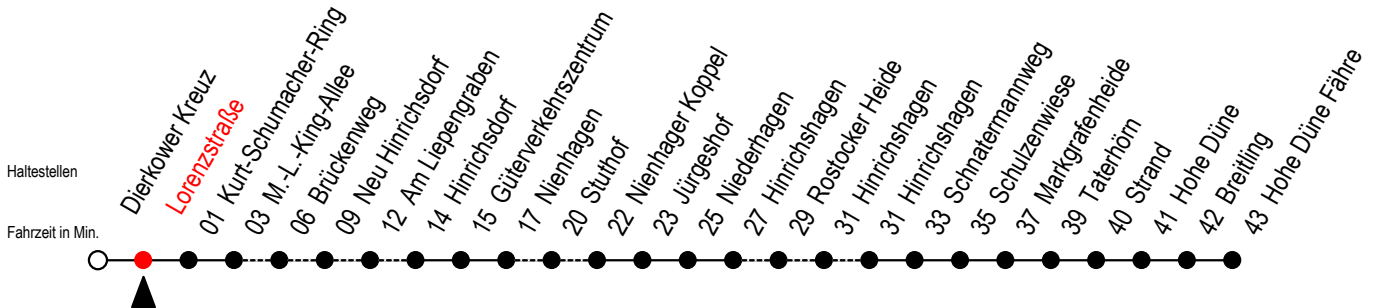 Haltestellen
Fahrzeit in Min.
Dierkower Kreuz
Lorenzstraße
01 Kurt-Schumacher-Ring
03 M.-L.-King-Allee
06 Brückenweg
09 Neu Hinrichsdorf
12 Am Liepengraben
14 Hinrichsdorf
15 Güterverkehrszentrum
17 Nienhagen
20 Stuthof
22 Nienhager Koppel
23 Jürgeshof
25 Niederhagen
27 Hinrichshagen
29 Rostocker Heide
31 Hinrichshagen
31 Hinrichshagen
33 Schnatermannweg
35 Schulzenwiese
37 Markgrafenheide
39 Taterhörn
40 Strand
41 Hohe Düne
42 Breitling
43 Hohe Düne Fähre